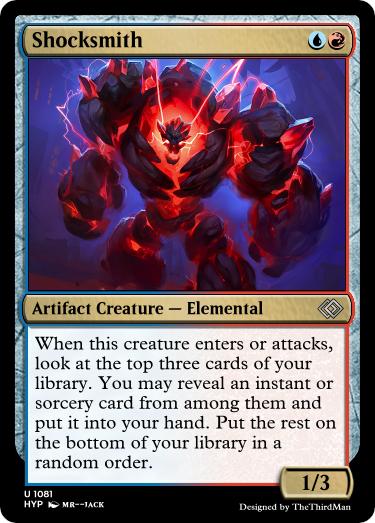 Shocksmith
Artifact Creature — Elemental
When this creature enters or attacks,
look at the top three cards of your
library. You may reveal an instant or
sorcery card from among them and
put it into your hand. Put the rest on
the bottom of your library in a
random order.
1/3
U 1081
HYP MR--JACK
Designed by TheThirdMan